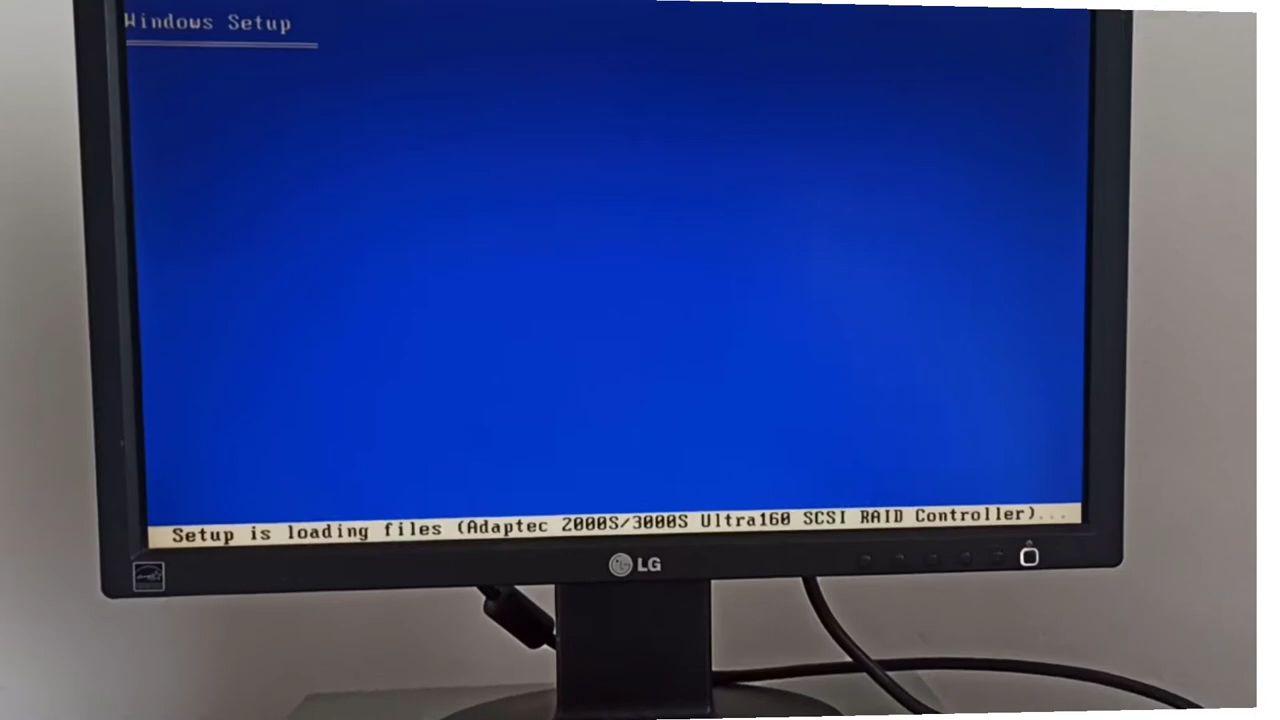 Windows Setup
Setup is loading files (Adaptec 2000S/3000S Ultra160 SCSI RAID Controller)...
LG